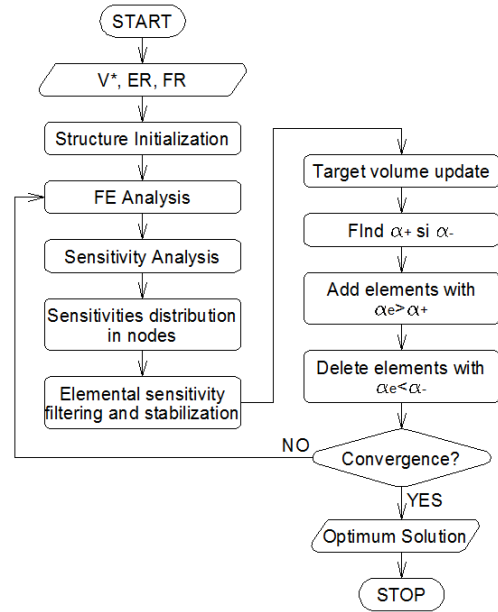 START
V*, ER, FR
Structure Initialization
FE Analysis
Sensitivity Analysis
Sensitivities distribution
in nodes
Elemental sensitivity
filtering and stabilization
Target volume update
FInd α+ si α-
Add elements with
αe>α+
Delete elements with
αe<α-
Convergence?
NO
YES
Optimum Solution
STOP